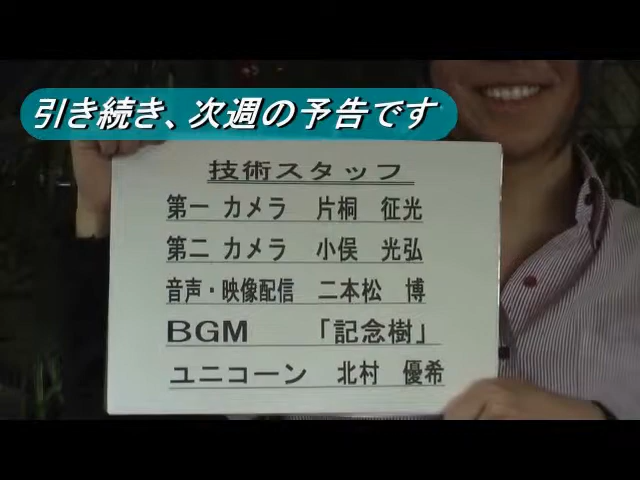 引き続き、次週の予告です
技術スタッフ
第一 カメラ 片桐 征光
第二 カメラ 小俣 光弘
音声・映像配信 二本松 博
BGM 「記念樹」
ユニコーン 北村 優希